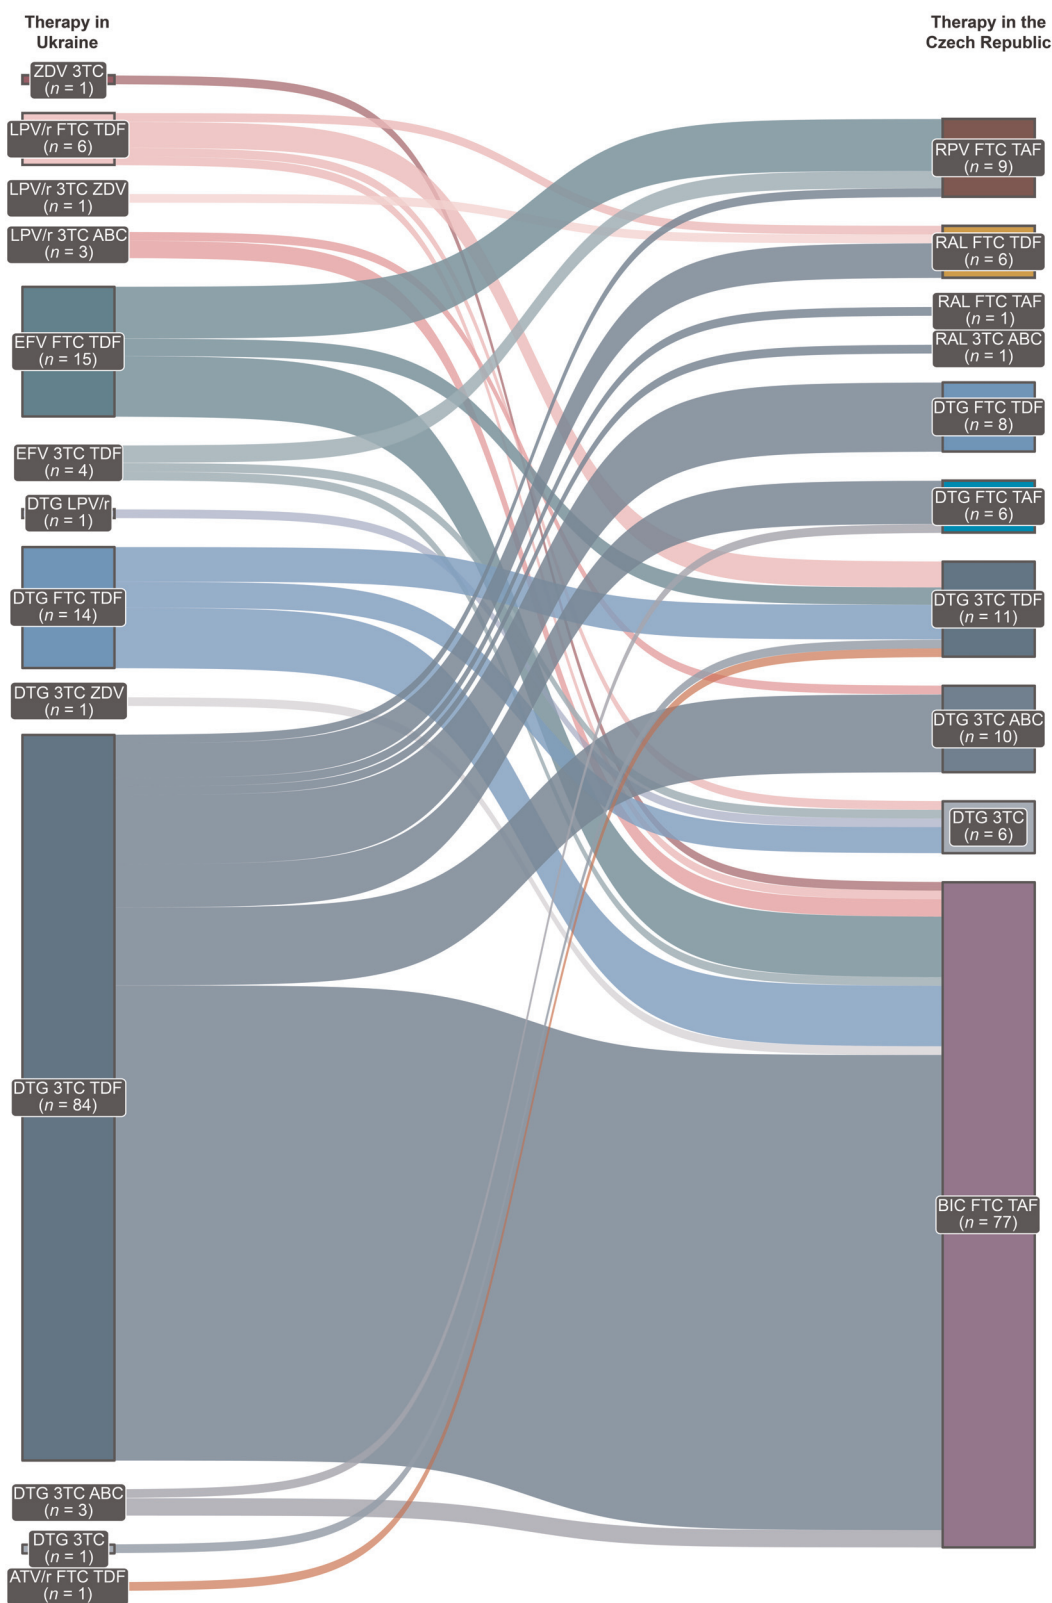 Therapy in
Ukraine
ZDV 3TC
(n = 1)
LPV/r FTC TDF
(n = 6)
LPV/r 3TC ZDV
(n = 1)
LPV/r 3TC ABC
(n = 3)
EFV FTC TDF
(n = 15)
EFV 3TC TDF
(n = 4)
DTG LPV/r
(n = 1)
DTG FTC TDF
(n = 14)
DTG 3TC ZDV
(n = 1)
DTG 3TC TDF
(n = 84)
DTG 3TC ABC
(n = 3)
DTG 3TC
(n = 1)
ATV/r FTC TDF
(n = 1)
Therapy in the
Czech Republic
RPV FTC TAF
(n = 9)
RAL FTC TDF
(n = 6)
RAL FTC TAF
(n = 1)
RAL 3TC ABC
(n = 1)
DTG FTC TDF
(n = 8)
DTG FTC TAF
(n = 6)
DTG 3TC TDF
(n = 11)
DTG 3TC ABC
(n = 10)
DTG 3TC
(n = 6)
BIC FTC TAF
(n = 77)